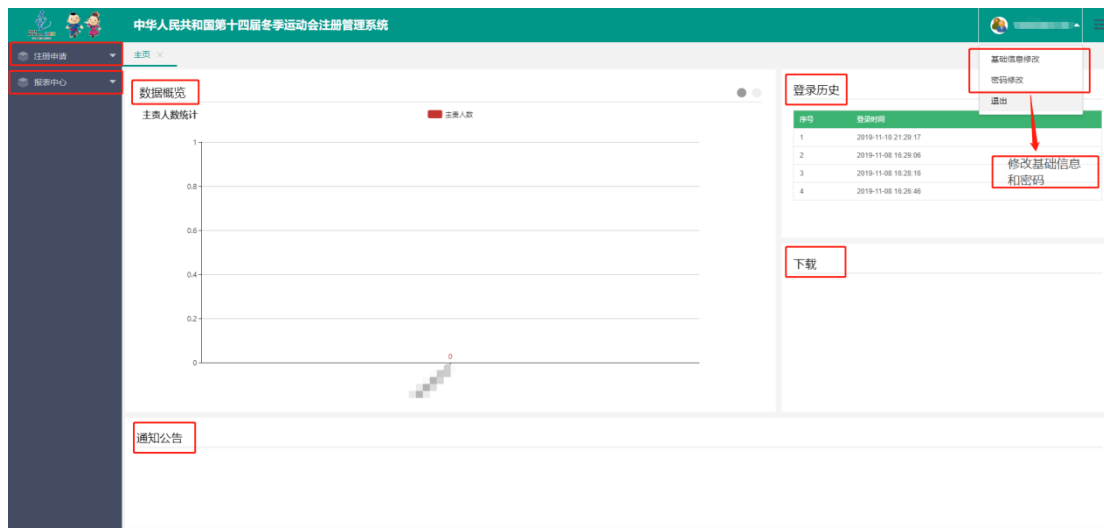 中华人民共和国第十四届冬季运动会注册管理系统
注册申请
主页
基础信息修改
报表中心
密码修改
数据概览
登录历史
退出
主责人数统计
主责人数
序号 登录时间
1 2019-11-10 21:29:17
2 2019-11-08 16:29:06
3 2019-11-08 16:28:16
4 2019-11-08 16:26:46
修改基础信息
和密码
1
0.8
0.6
0.4
0.2
0
0
下载
通知公告